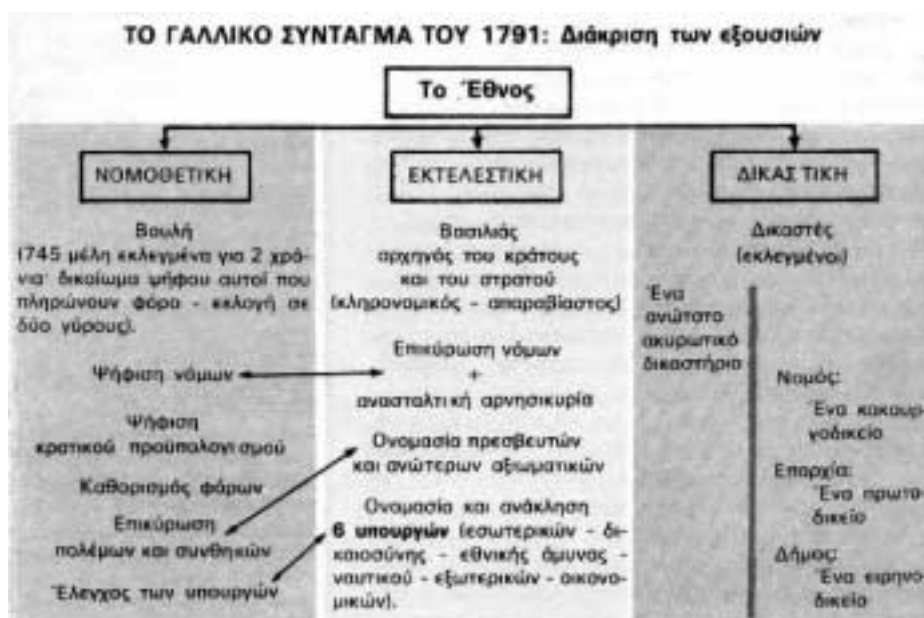 ΤΟ ΓΑΛΛΙΚΟ ΣΥΝΤΑΓΜΑ ΤΟΥ 1791: Διάκριση των εξουσιών
Το Έθνος
ΝΟΜΟΘΕΤΙΚΗ
Βουλή
(745 μέλη εκλεγμένα για 2 χρό-
νια· δικαίωμα ψήφου αυτοί που
πληρώνουν φόρο - εκλογή σε
δύο γύρους).
Ψήφιση νόμων
Ψήφιση
κρατικού προϋπολογισμού
Καθορισμός φόρων
Επικύρωση
πολέμων και συνθηκών
Έλεγχος των υπουργών
ΕΚΤΕΛΕΣΤΙΚΗ
Βασιλιάς
αρχηγός του κράτους
και του στρατού
(κληρονομικός - απαραβίαστος)
Επικύρωση νόμων
+
ανασταλτική αρνησικυρία
Ονομασία πρεσβευτών
και ανώτερων αξιωματικών
Ονομασία και ανάκληση
6 υπουργών (εσωτερικών - δι-
καιοσύνης - εθνικής άμυνας -
ναυτικού - εξωτερικών - οικονο-
μικών).
ΔΙΚΑΣΤΙΚΗ
Δικαστές
(εκλεγμένοι)
Ένα
ανώτατο
ακυρωτικό
δικαστήριο
Νομός:
Ένα κακουρ-
γοδικείο
Επαρχία:
Ένα πρωτο-
δικείο
Δήμος:
Ένα ειρηνο-
δικείο